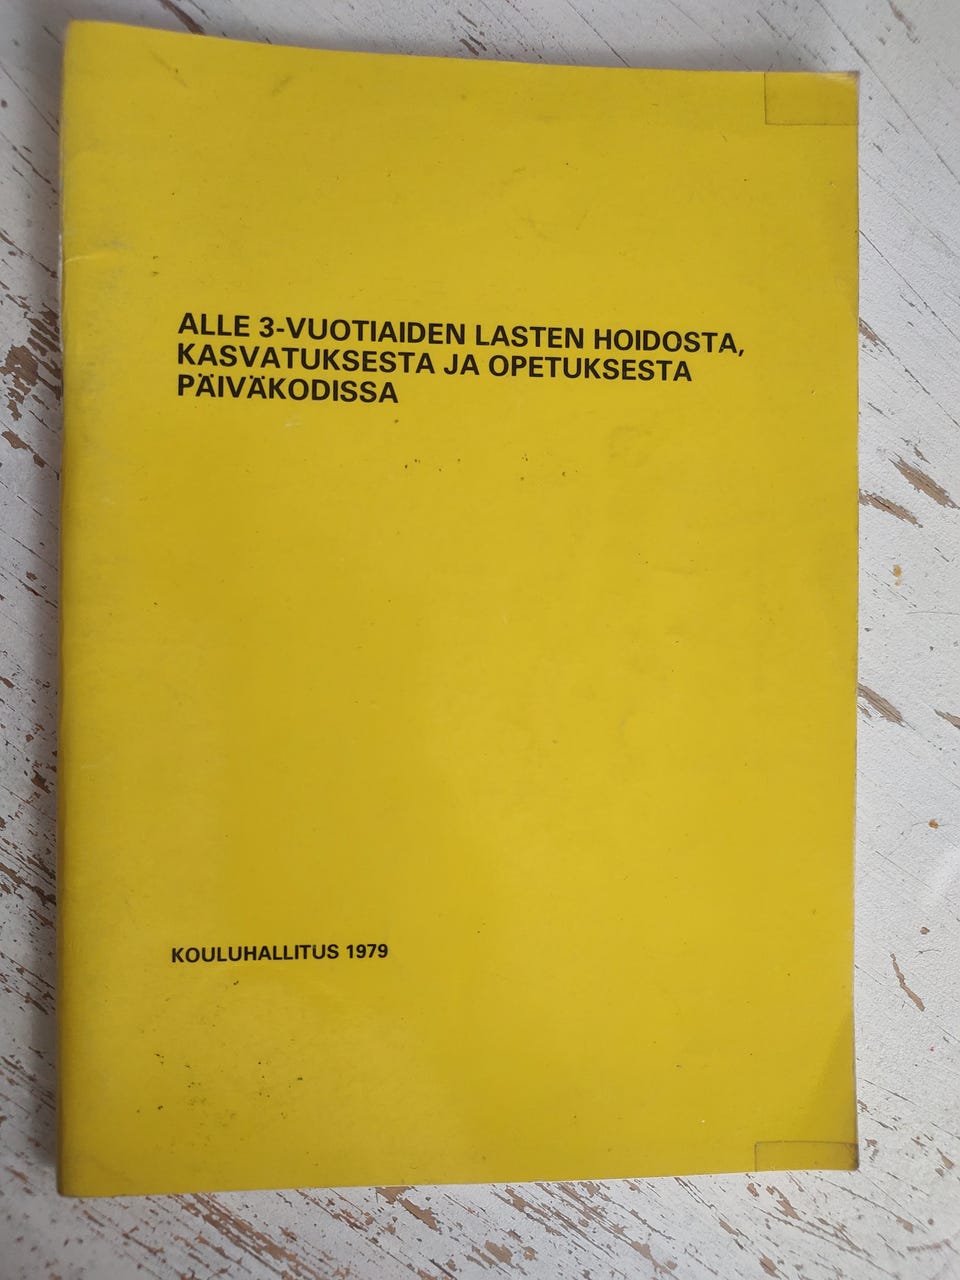 ALLE 3-VUOTIAIDEN LASTEN HOIDOSTA,
KASVATUKSESTA JA OPETUKSESTA
PÄIVÄKODISSA
KOULUHALLITUS 1979